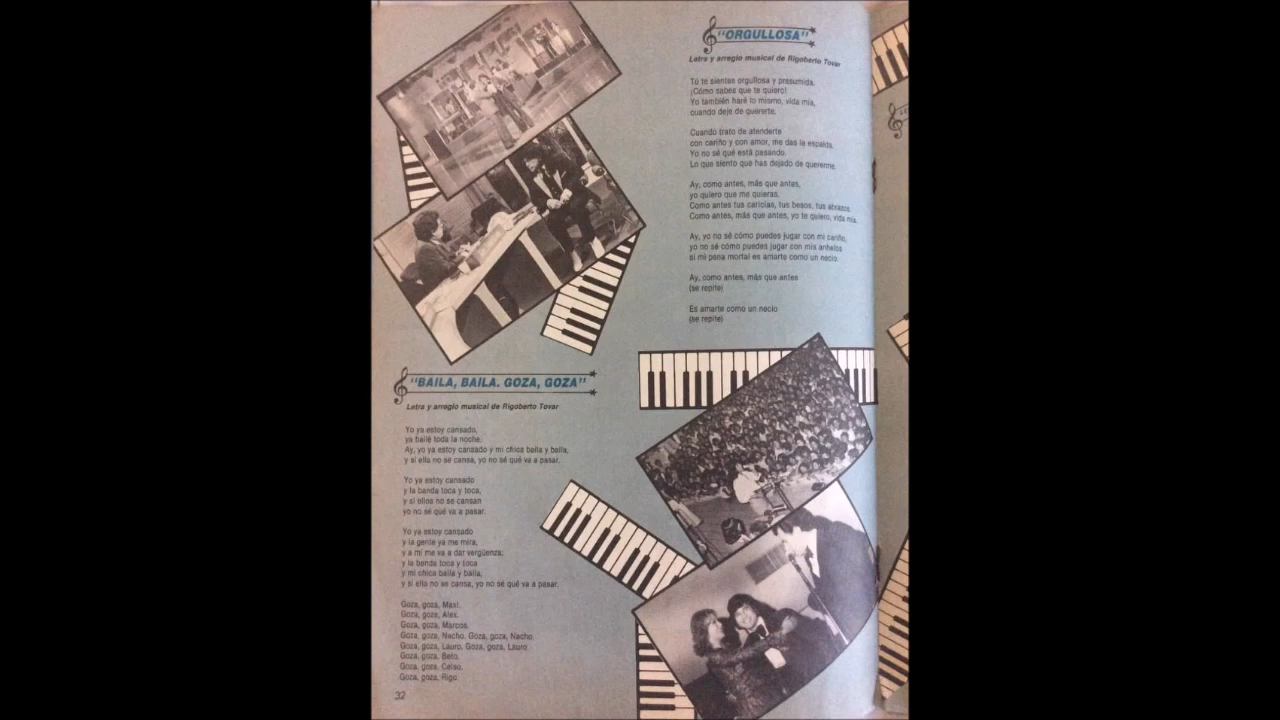 "ORGULLOSA"
Letra y arreglo musical de Rigoberto Tovar
Tú te sientes orgullosa y presumida.
¡Cómo sabes que te quiero!
Yo también haré lo mismo, vida mía,
cuando deje de quererte.
Cuando trato de atenderte
con cariño y con amor, me das la espalda.
Yo no sé qué está pasando.
Lo que siento que has dejado de quererme.
Ay, como antes, más que antes,
yo quiero que me quieras.
Como antes tus caricias, tus besos, tus abrazos.
Como antes, más que antes, yo te quiero, vida mía.
Ay, yo no sé cómo puedes jugar con mi cariño,
yo no sé cómo puedes jugar con mis anhelos
si mi pena mortal es amarte como un necio.
Ay, como antes, más que antes
(se repite)
Es amarte como un necio
(se repite)
"BAILA, BAILA. GOZA, GOZA"
Letra y arreglo musical de Rigoberto Tovar
Yo ya estoy cansado,
ya bailé toda la noche.
Ay, yo ya estoy cansado y mi chica baila y baila,
y si ella no se cansa, yo no sé qué va a pasar.
Yo ya estoy cansado
y la banda toca y toca,
y si ellos no se cansan
yo no sé qué va a pasar.
Yo ya estoy cansado
y la gente ya me mira,
y a mí me va a dar vergüenza;
y la banda toca y toca
y mi chica baila y baila,
y si ella no se cansa, yo no sé qué va a pasar.
Goza, goza, Maxi.
Goza, goza, Alex.
Goza, goza, Marcos.
Goza, goza, Nacho. Goza, goza, Nacho.
Goza, goza, Lauro. Goza, goza, Lauro.
Goza, goza, Beto.
Goza, goza, Celso.
Goza, goza, Rigo.
32